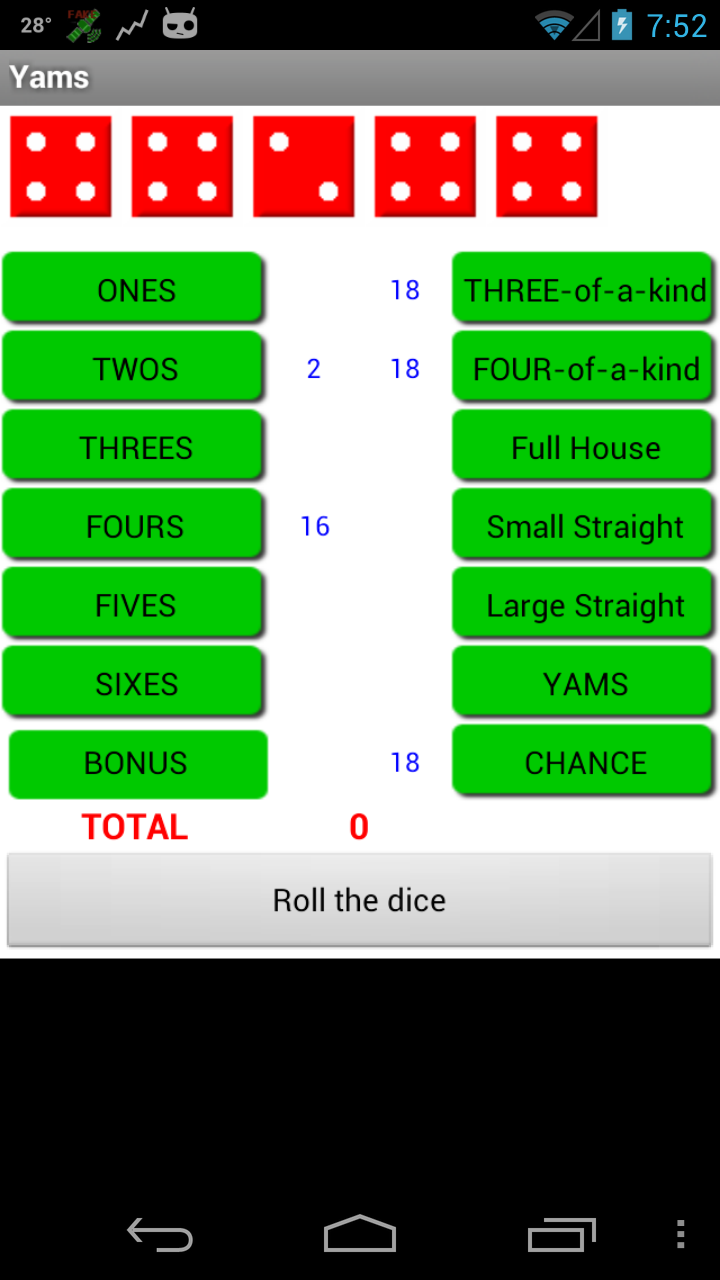 28°
FAKE
7:52
Yams
ONES 18 THREE-of-a-kind
TWOS 2 18 FOUR-of-a-kind
THREES Full House
FOURS 16 Small Straight
FIVES Large Straight
SIXES YAMS
BONUS 18 CHANCE
TOTAL 0
Roll the dice